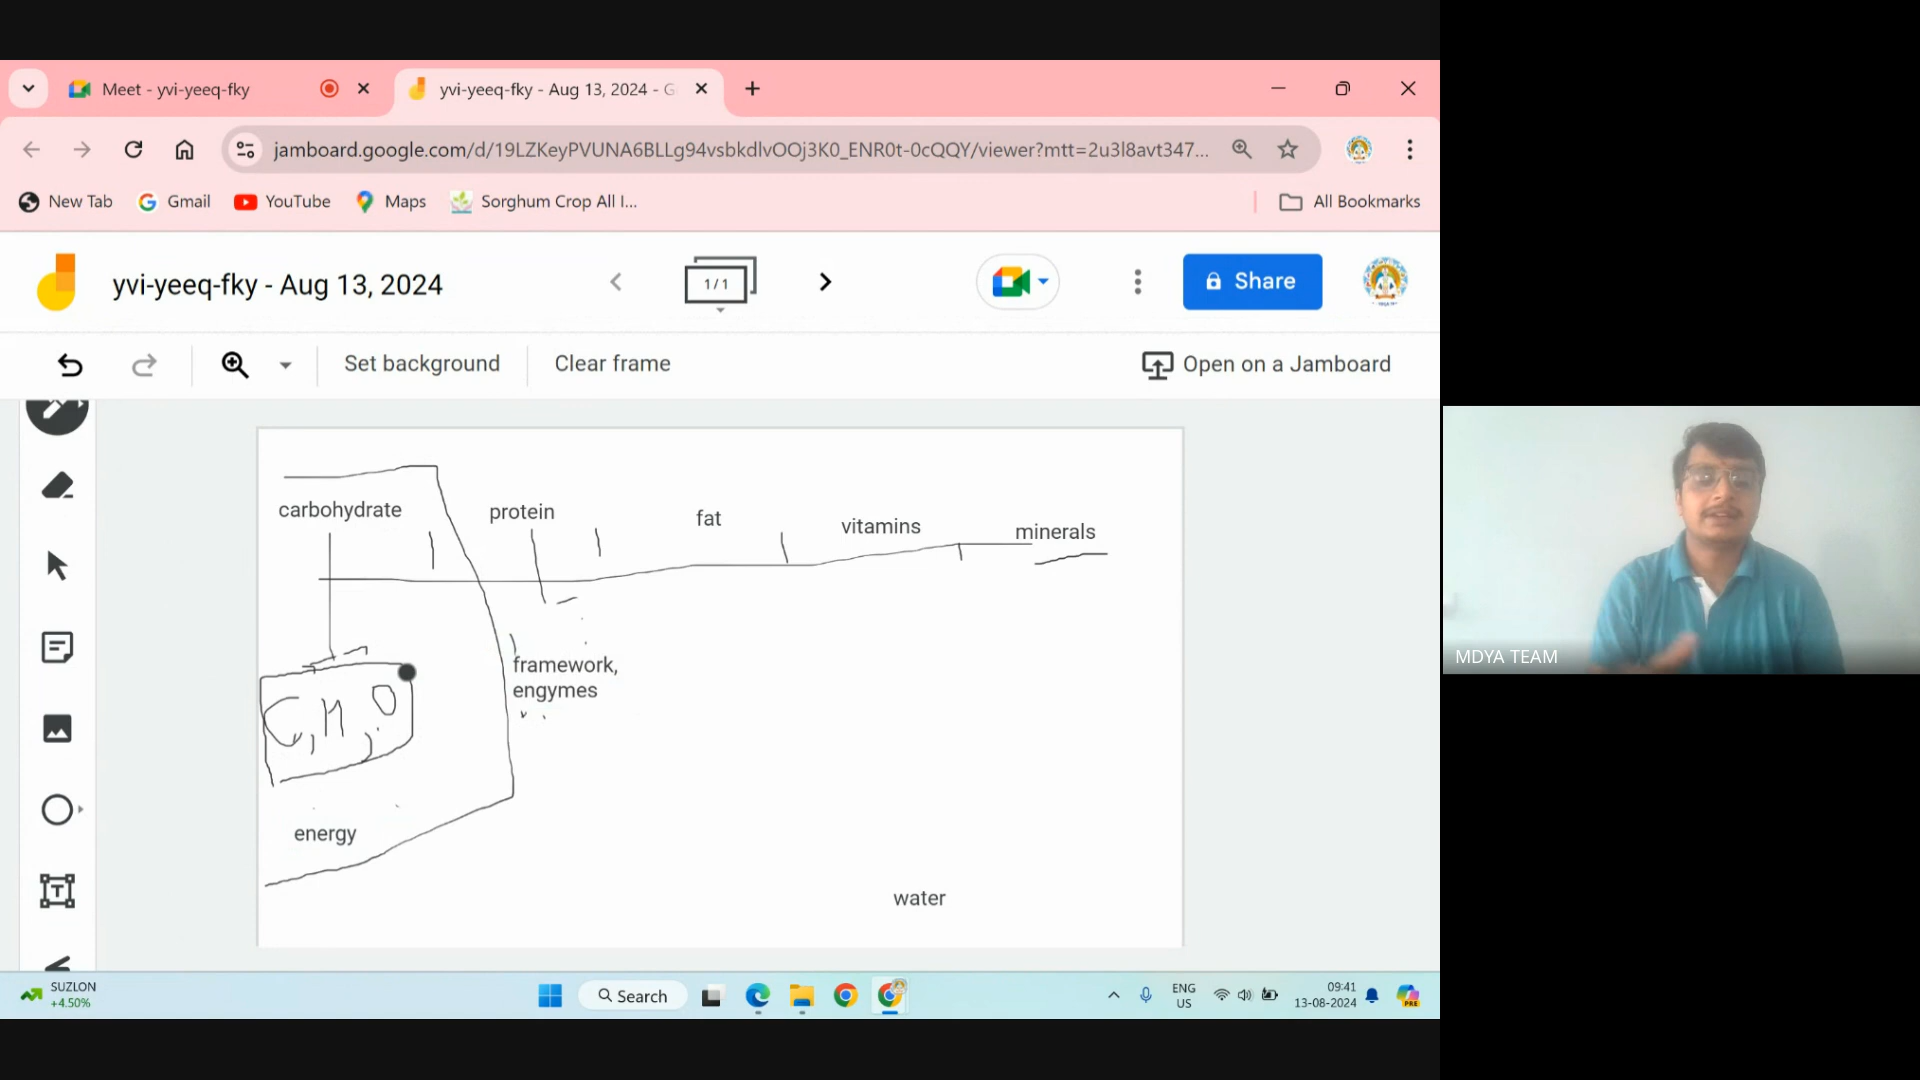 Meet - yvi-yeeq-fky
yvi-yeeq-fky - Aug 13, 2024 - G
jamboard.google.com/d/19LZKeyPVUNA6BLLg94vsbkdlvOOj3K0_ENR0t-0cQQY/viewer?mtt=2u3l8avt347...
New Tab
Gmail
YouTube
Maps
Sorghum Crop All I...
All Bookmarks
yvi-yeeq-fky - Aug 13, 2024
1/1
Share
Set background
Clear frame
Open on a Jamboard
carbohydrate
protein
fat
vitamins
minerals
framework,
engymes
C, H, O
energy
water
MDYA TEAM
SUZLON
+4.50%
Search
ENG
US
09:41
13-08-2024
PRE